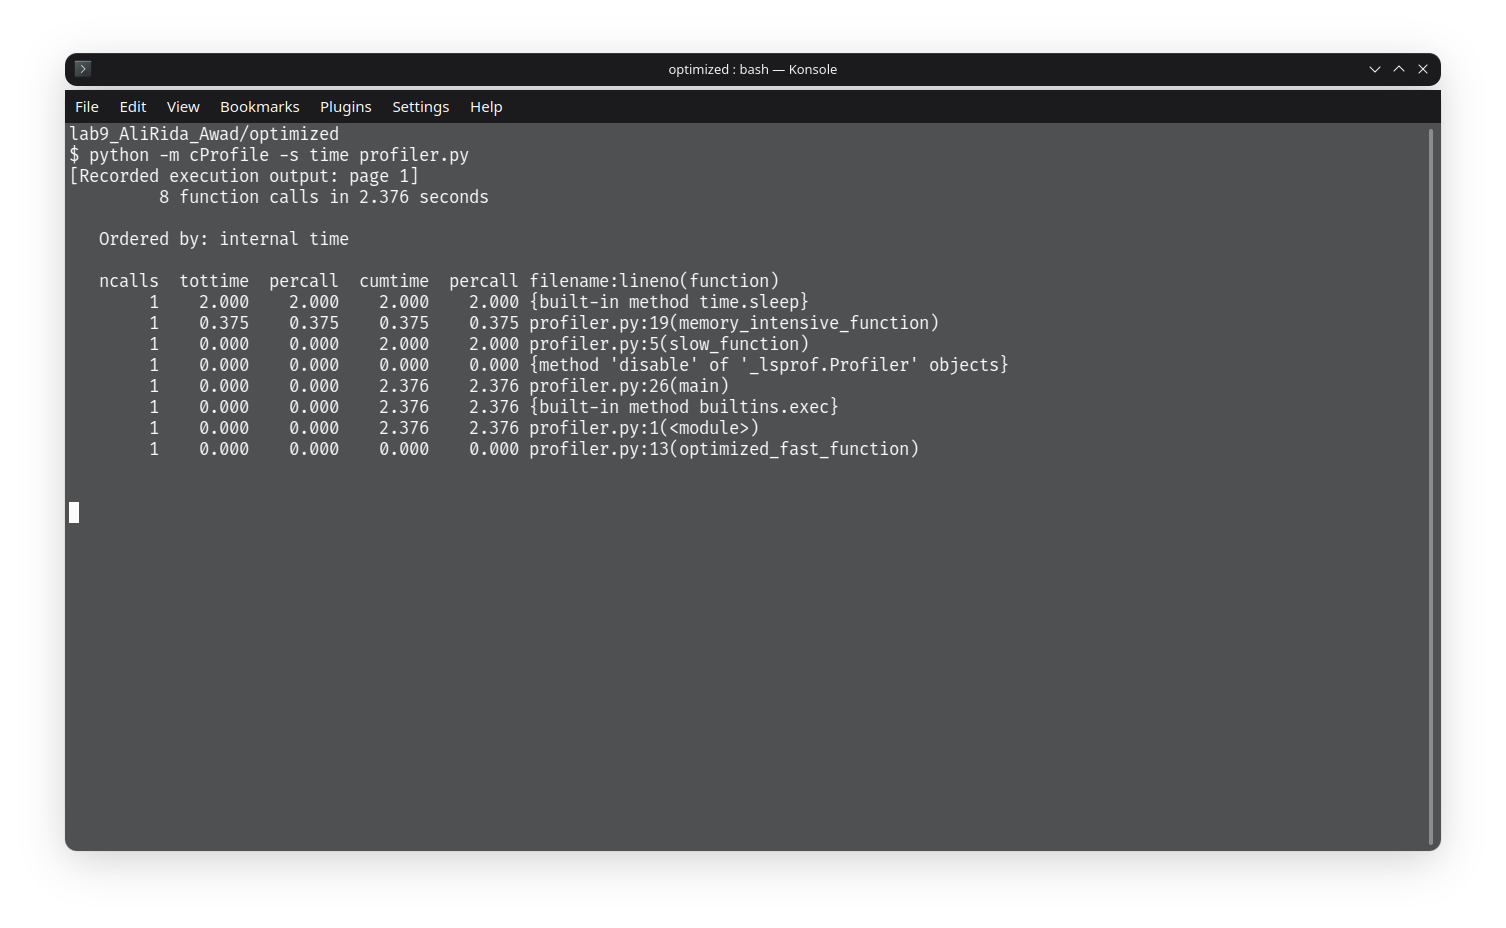 optimized : bash — Konsole
File Edit View Bookmarks Plugins Settings Help
lab9_AliRida_Awad/optimized
$ python -m cProfile -s time profiler.py
[Recorded execution output: page 1]
         8 function calls in 2.376 seconds
   Ordered by: internal time
   ncalls  tottime  percall  cumtime  percall filename:lineno(function)
        1    2.000    2.000    2.000    2.000 {built-in method time.sleep}
        1    0.375    0.375    0.375    0.375 profiler.py:19(memory_intensive_function)
        1    0.000    0.000    2.000    2.000 profiler.py:5(slow_function)
        1    0.000    0.000    0.000    0.000 {method 'disable' of '_lsprof.Profiler' objects}
        1    0.000    0.000    2.376    2.376 profiler.py:26(main)
        1    0.000    0.000    2.376    2.376 {built-in method builtins.exec}
        1    0.000    0.000    2.376    2.376 profiler.py:1(<module>)
        1    0.000    0.000    0.000    0.000 profiler.py:13(optimized_fast_function)